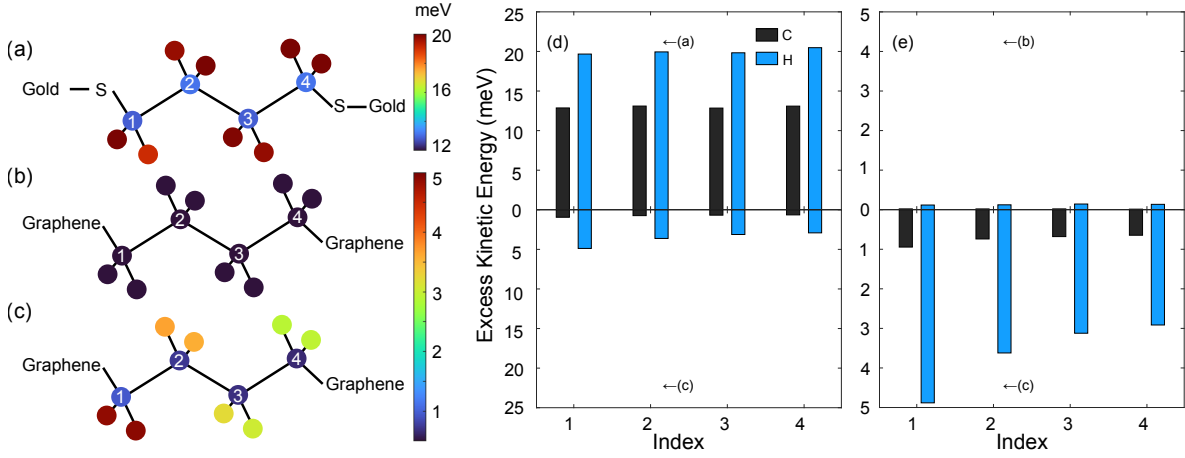 (a)
Gold
S
1
2
3
4
S
Gold
meV
20
16
12
(b)
Graphene
1
2
3
4
Graphene
(c)
Graphene
1
2
3
4
Graphene
5
4
3
2
1
Excess Kinetic Energy (meV)
25
20
15
10
5
0
5
10
15
20
25
(d)
←(a)
C
H
←(c)
1 2 3 4
Index
5
4
3
2
1
0
1
2
3
4
5
(e)
←(b)
←(c)
1 2 3 4
Index